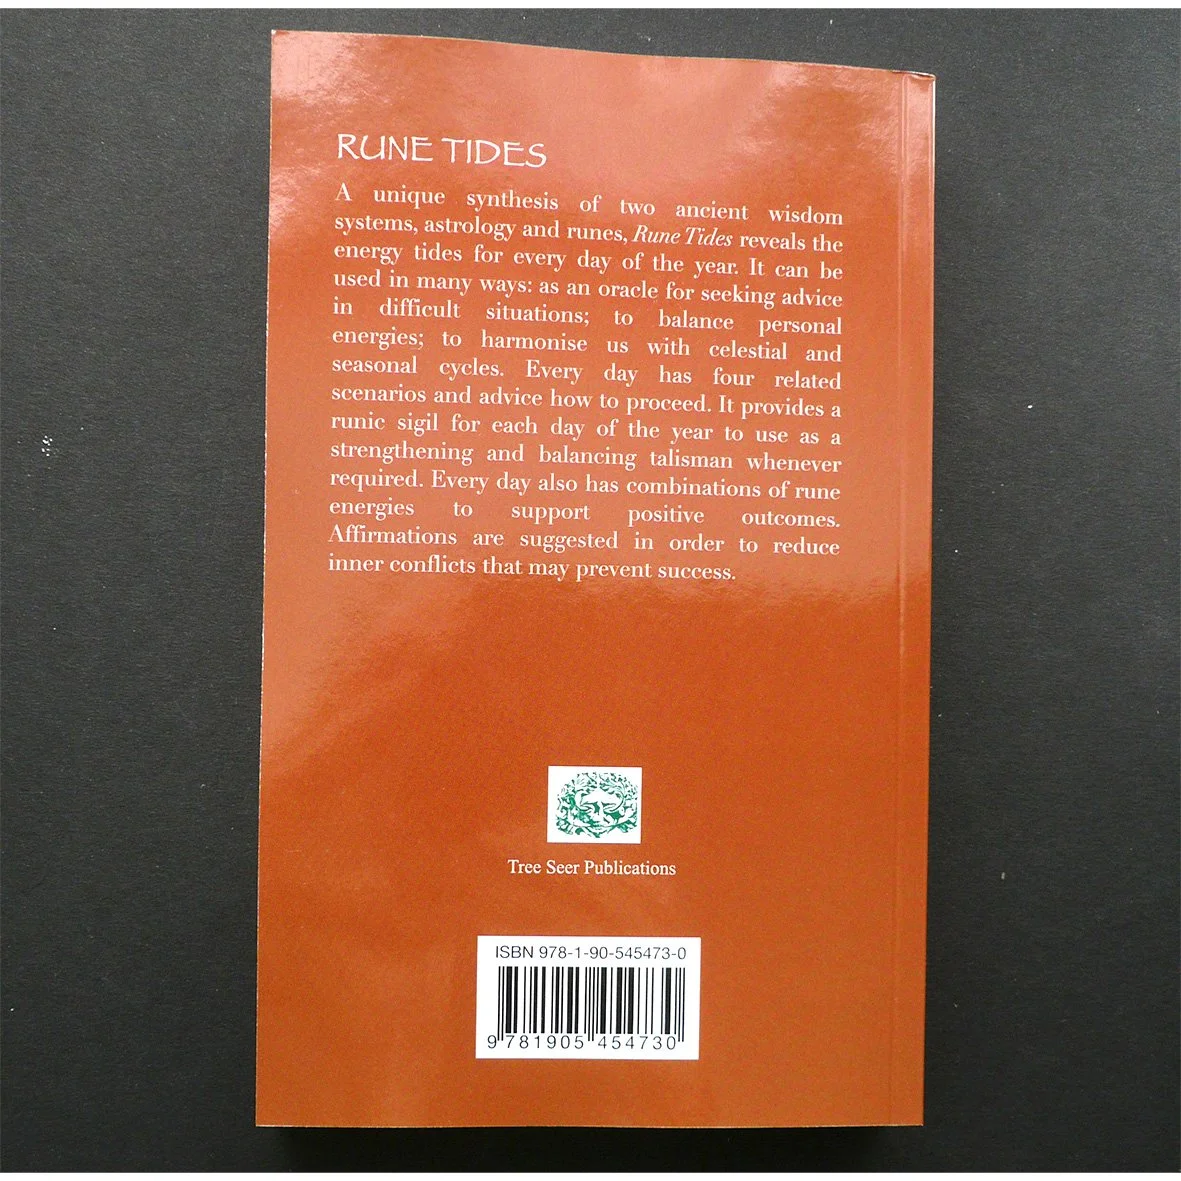 RUNE TIDES
A unique synthesis of two ancient wisdom
systems, astrology and runes, Rune Tides reveals the
energy tides for every day of the year. It can be
used in many ways: as an oracle for seeking advice
in difficult situations; to balance personal
energies; to harmonise us with celestial and
seasonal cycles. Every day has four related
scenarios and advice how to proceed. It provides a
runic sigil for each day of the year to use as a
strengthening and balancing talisman whenever
required. Every day also has combinations of rune
energies to support positive outcomes.
Affirmations are suggested in order to reduce
inner conflicts that may prevent success.
Tree Seer Publications
ISBN 978-1-90-545473-0
9 781905 454730